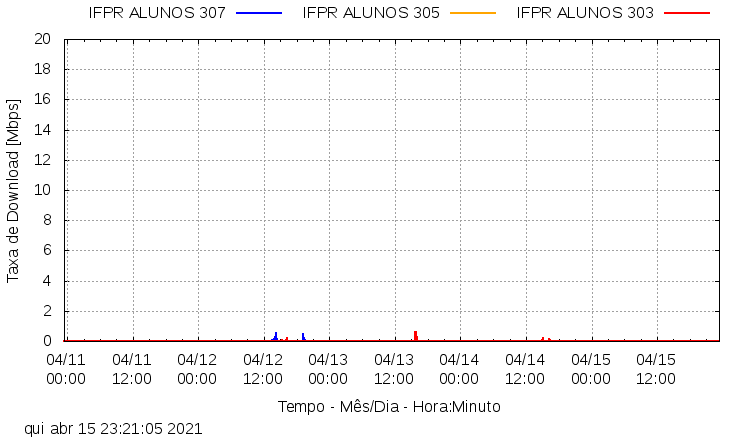 IFPR ALUNOS 307 IFPR ALUNOS 305 IFPR ALUNOS 303
Taxa de Download [Mbps]
20
18
16
14
12
10
8
6
4
2
0
04/11 04/11 04/12 04/12 04/13 04/13 04/14 04/14 04/15 04/15
00:00 12:00 00:00 12:00 00:00 12:00 00:00 12:00 00:00 12:00
Tempo - Mês/Dia - Hora:Minuto
qui abr 15 23:21:05 2021